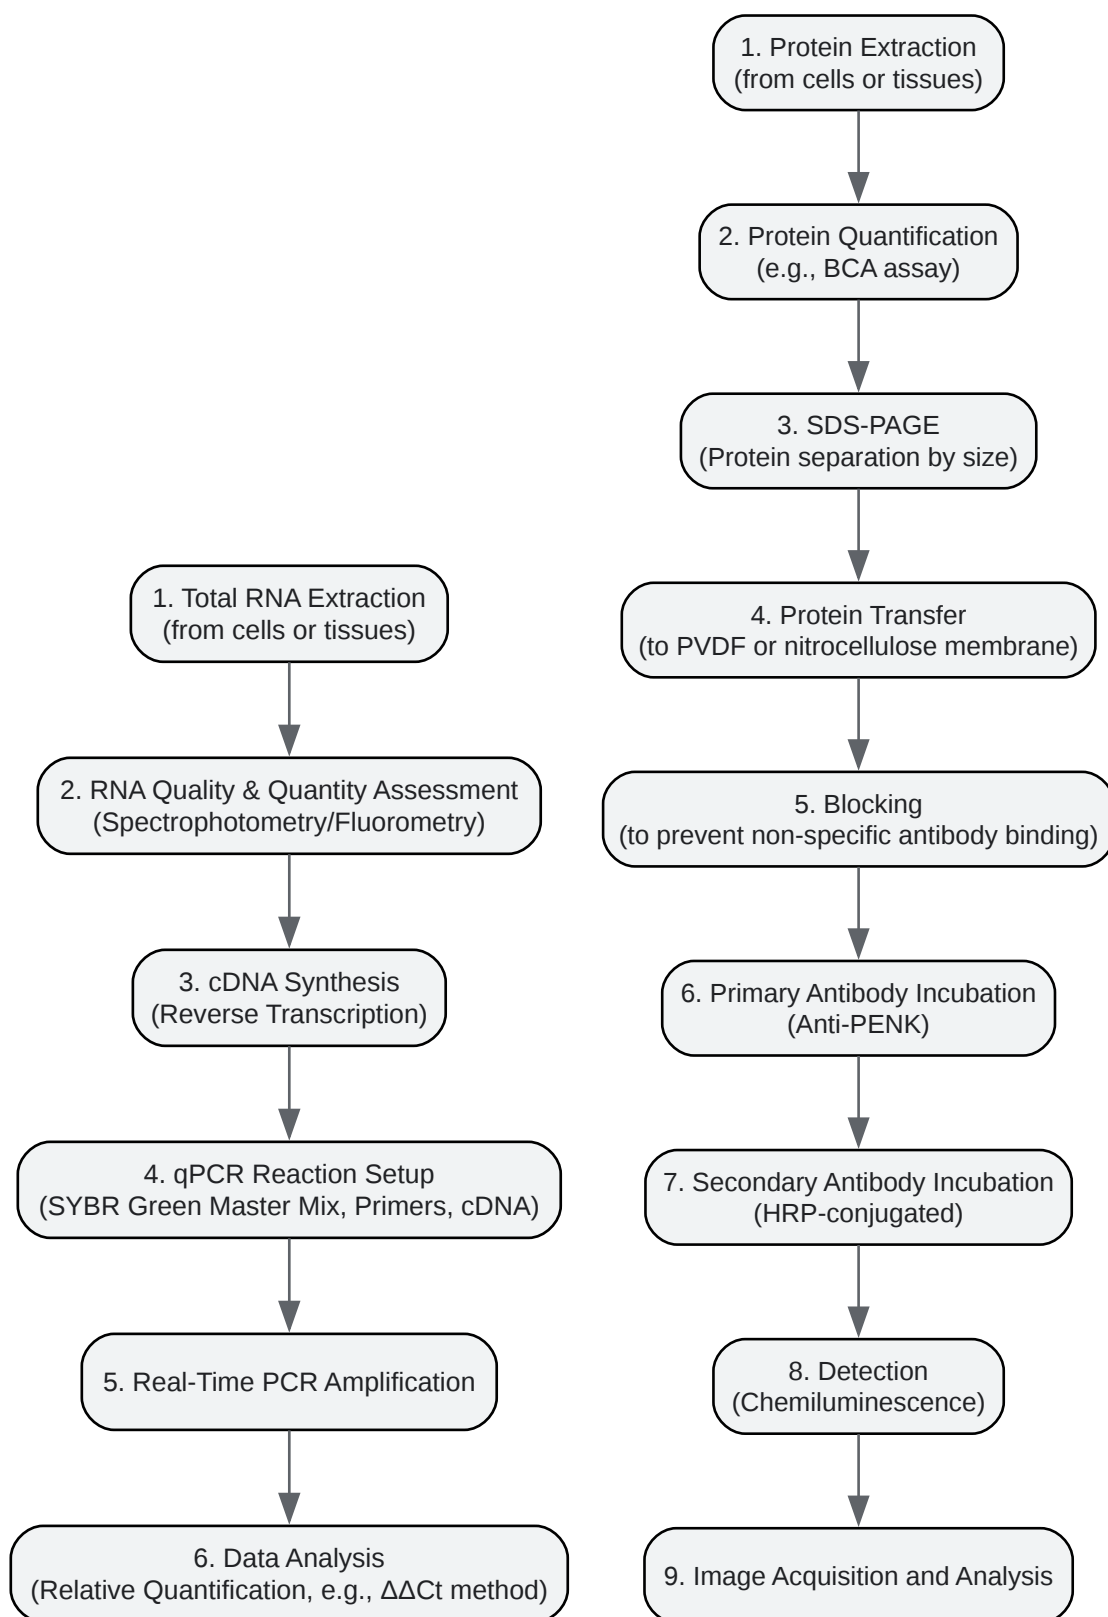 1. Total RNA Extraction
(from cells or tissues)
2. RNA Quality & Quantity Assessment
(Spectrophotometry/Fluorometry)
3. cDNA Synthesis
(Reverse Transcription)
4. qPCR Reaction Setup
(SYBR Green Master Mix, Primers, cDNA)
5. Real-Time PCR Amplification
6. Data Analysis
(Relative Quantification, e.g., ΔΔCt method)
1. Protein Extraction
(from cells or tissues)
2. Protein Quantification
(e.g., BCA assay)
3. SDS-PAGE
(Protein separation by size)
4. Protein Transfer
(to PVDF or nitrocellulose membrane)
5. Blocking
(to prevent non-specific antibody binding)
6. Primary Antibody Incubation
(Anti-PENK)
7. Secondary Antibody Incubation
(HRP-conjugated)
8. Detection
(Chemiluminescence)
9. Image Acquisition and Analysis